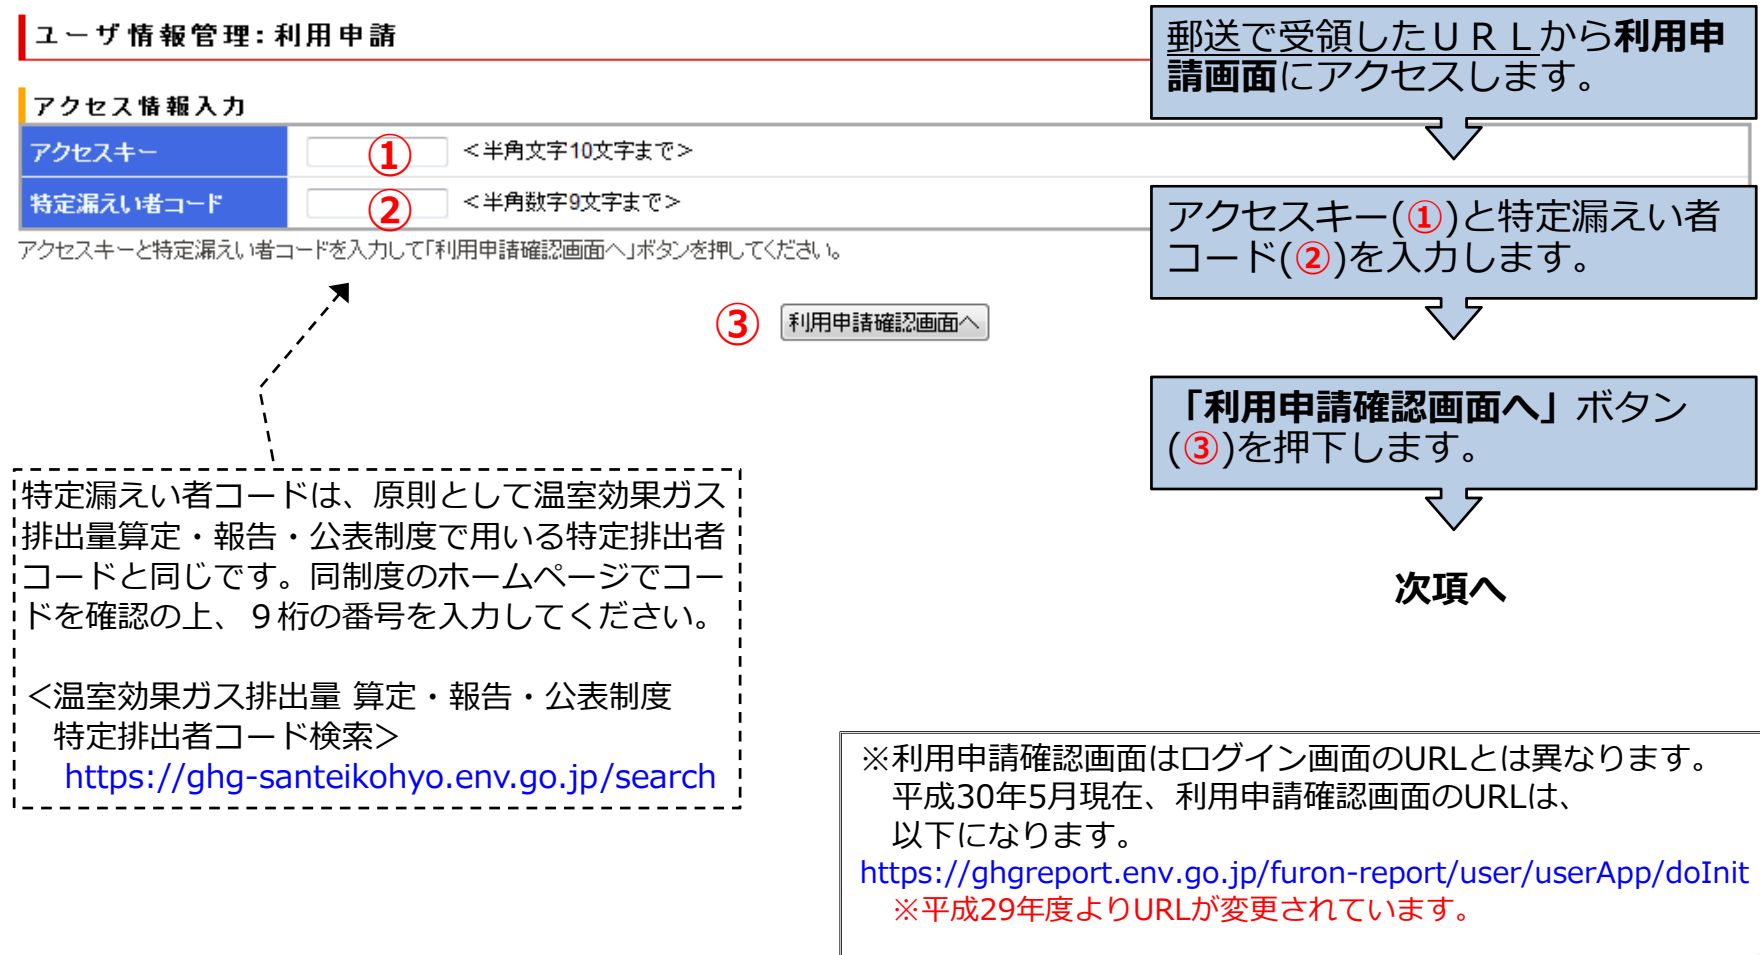 ユーザ情報管理：利用申請
アクセス情報入力
アクセスキー ① ＜半角文字10文字まで＞
特定漏えい者コード ② ＜半角数字9文字まで＞
アクセスキーと特定漏えい者コードを入力して「利用申請確認画面へ」ボタンを押してください。
③ 利用申請確認画面へ
特定漏えい者コードは、原則として温室効果ガス
排出量算定・報告・公表制度で用いる特定排出者
コードと同じです。同制度のホームページでコー
ドを確認の上、９桁の番号を入力してください。
＜温室効果ガス排出量 算定・報告・公表制度
特定排出者コード検索＞
https://ghg-santeikohyo.env.go.jp/search
郵送で受領したＵＲＬから利用申
請画面にアクセスします。
アクセスキー(①)と特定漏えい者
コード(②)を入力します。
「利用申請確認画面へ」ボタン
(③)を押下します。
次項へ
※利用申請確認画面はログイン画面のURLとは異なります。
平成30年5月現在、利用申請確認画面のURLは、
以下になります。
https://ghgreport.env.go.jp/furon-report/user/userApp/doInit
※平成29年度よりURLが変更されています。